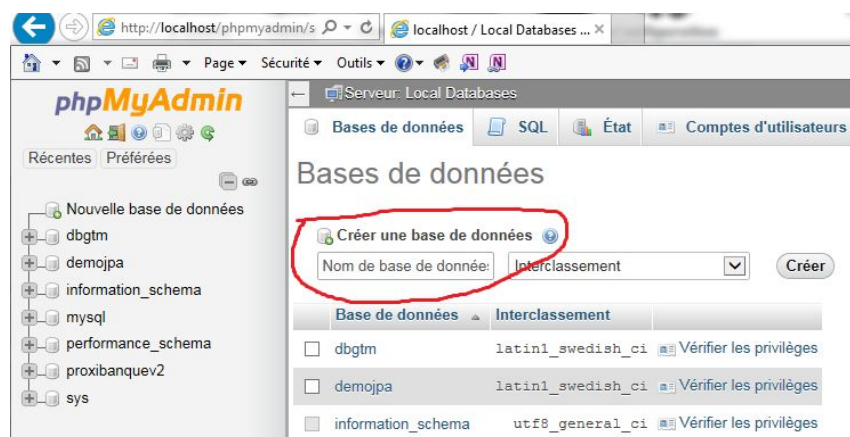 http://localhost/phpmyadmin/s
localhost / Local Databases ...
Page Sécurité Outils
phpMyAdmin
Récentes Préférées
Nouvelle base de données
dbgtm
demojpa
information_schema
mysql
performance_schema
proxibanquev2
sys
Serveur: Local Databases
Bases de données SQL État Comptes d'utilisateurs
Bases de données
Créer une base de données
Nom de base de donnée Interclassement Créer
Base de données Interclassement
dbgtm latin1_swedish_ci Vérifier les privilèges
demojpa latin1_swedish_ci Vérifier les privilèges
information_schema utf8_general_ci Vérifier les privilèges